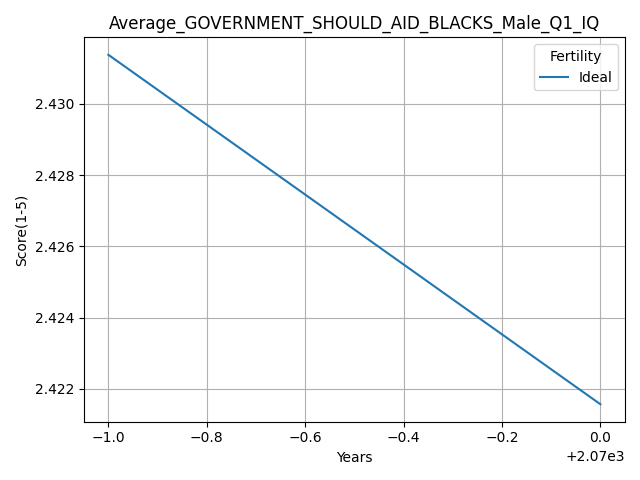 Average_GOVERNMENT_SHOULD_AID_BLACKS_Male_Q1_IQ
Fertility
Ideal
2.430
2.428
2.426
2.424
2.422
Score(1-5)
−1.0 −0.8 −0.6 −0.4 −0.2 0.0
+2.07e3
Years